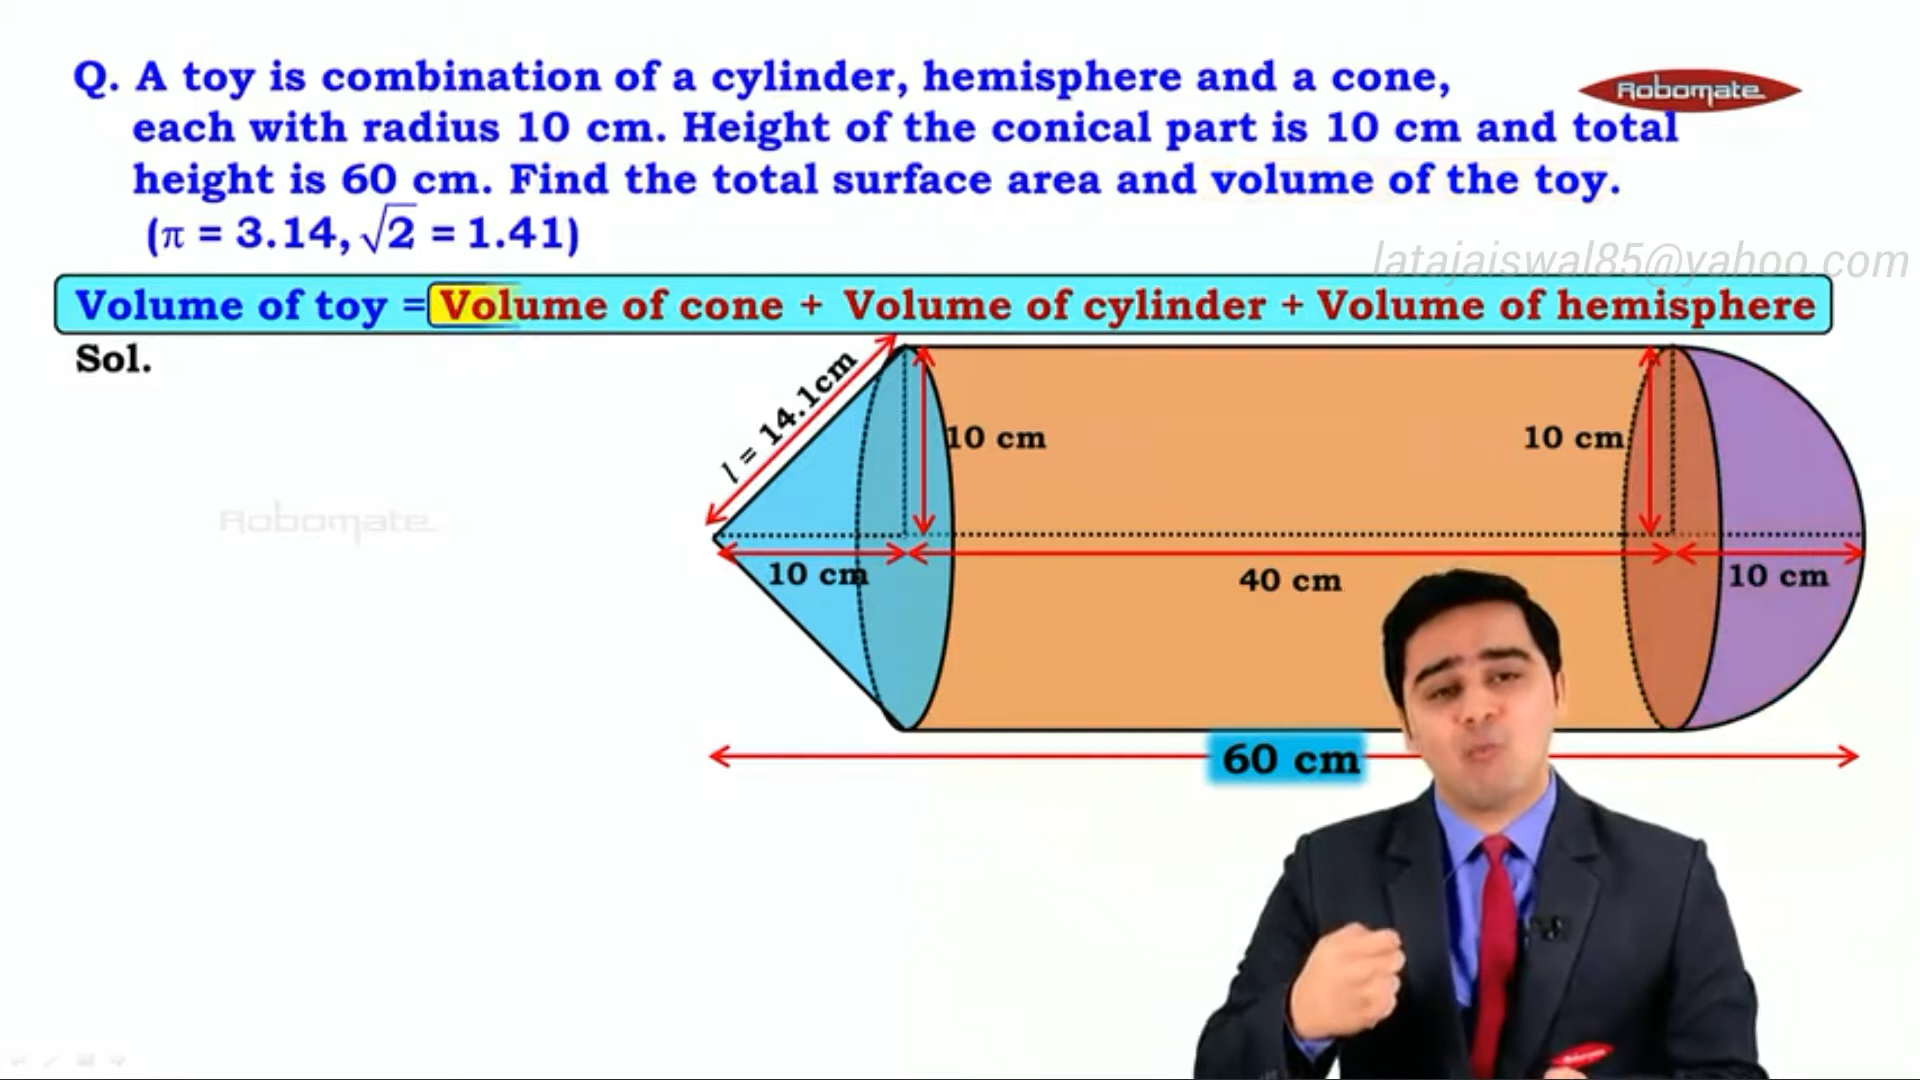 Q. A toy is combination of a cylinder, hemisphere and a cone,
Robomate
each with radius 10 cm. Height of the conical part is 10 cm and total
height is 60 cm. Find the total surface area and volume of the toy.
(π = 3.14, √2 = 1.41)
latajaiswal85@yahoo.com
Volume of toy = Volume of cone + Volume of cylinder + Volume of hemisphere
Sol.
l = 14.1cm
10 cm
10 cm
Robomate
10 cm
40 cm
10 cm
60 cm